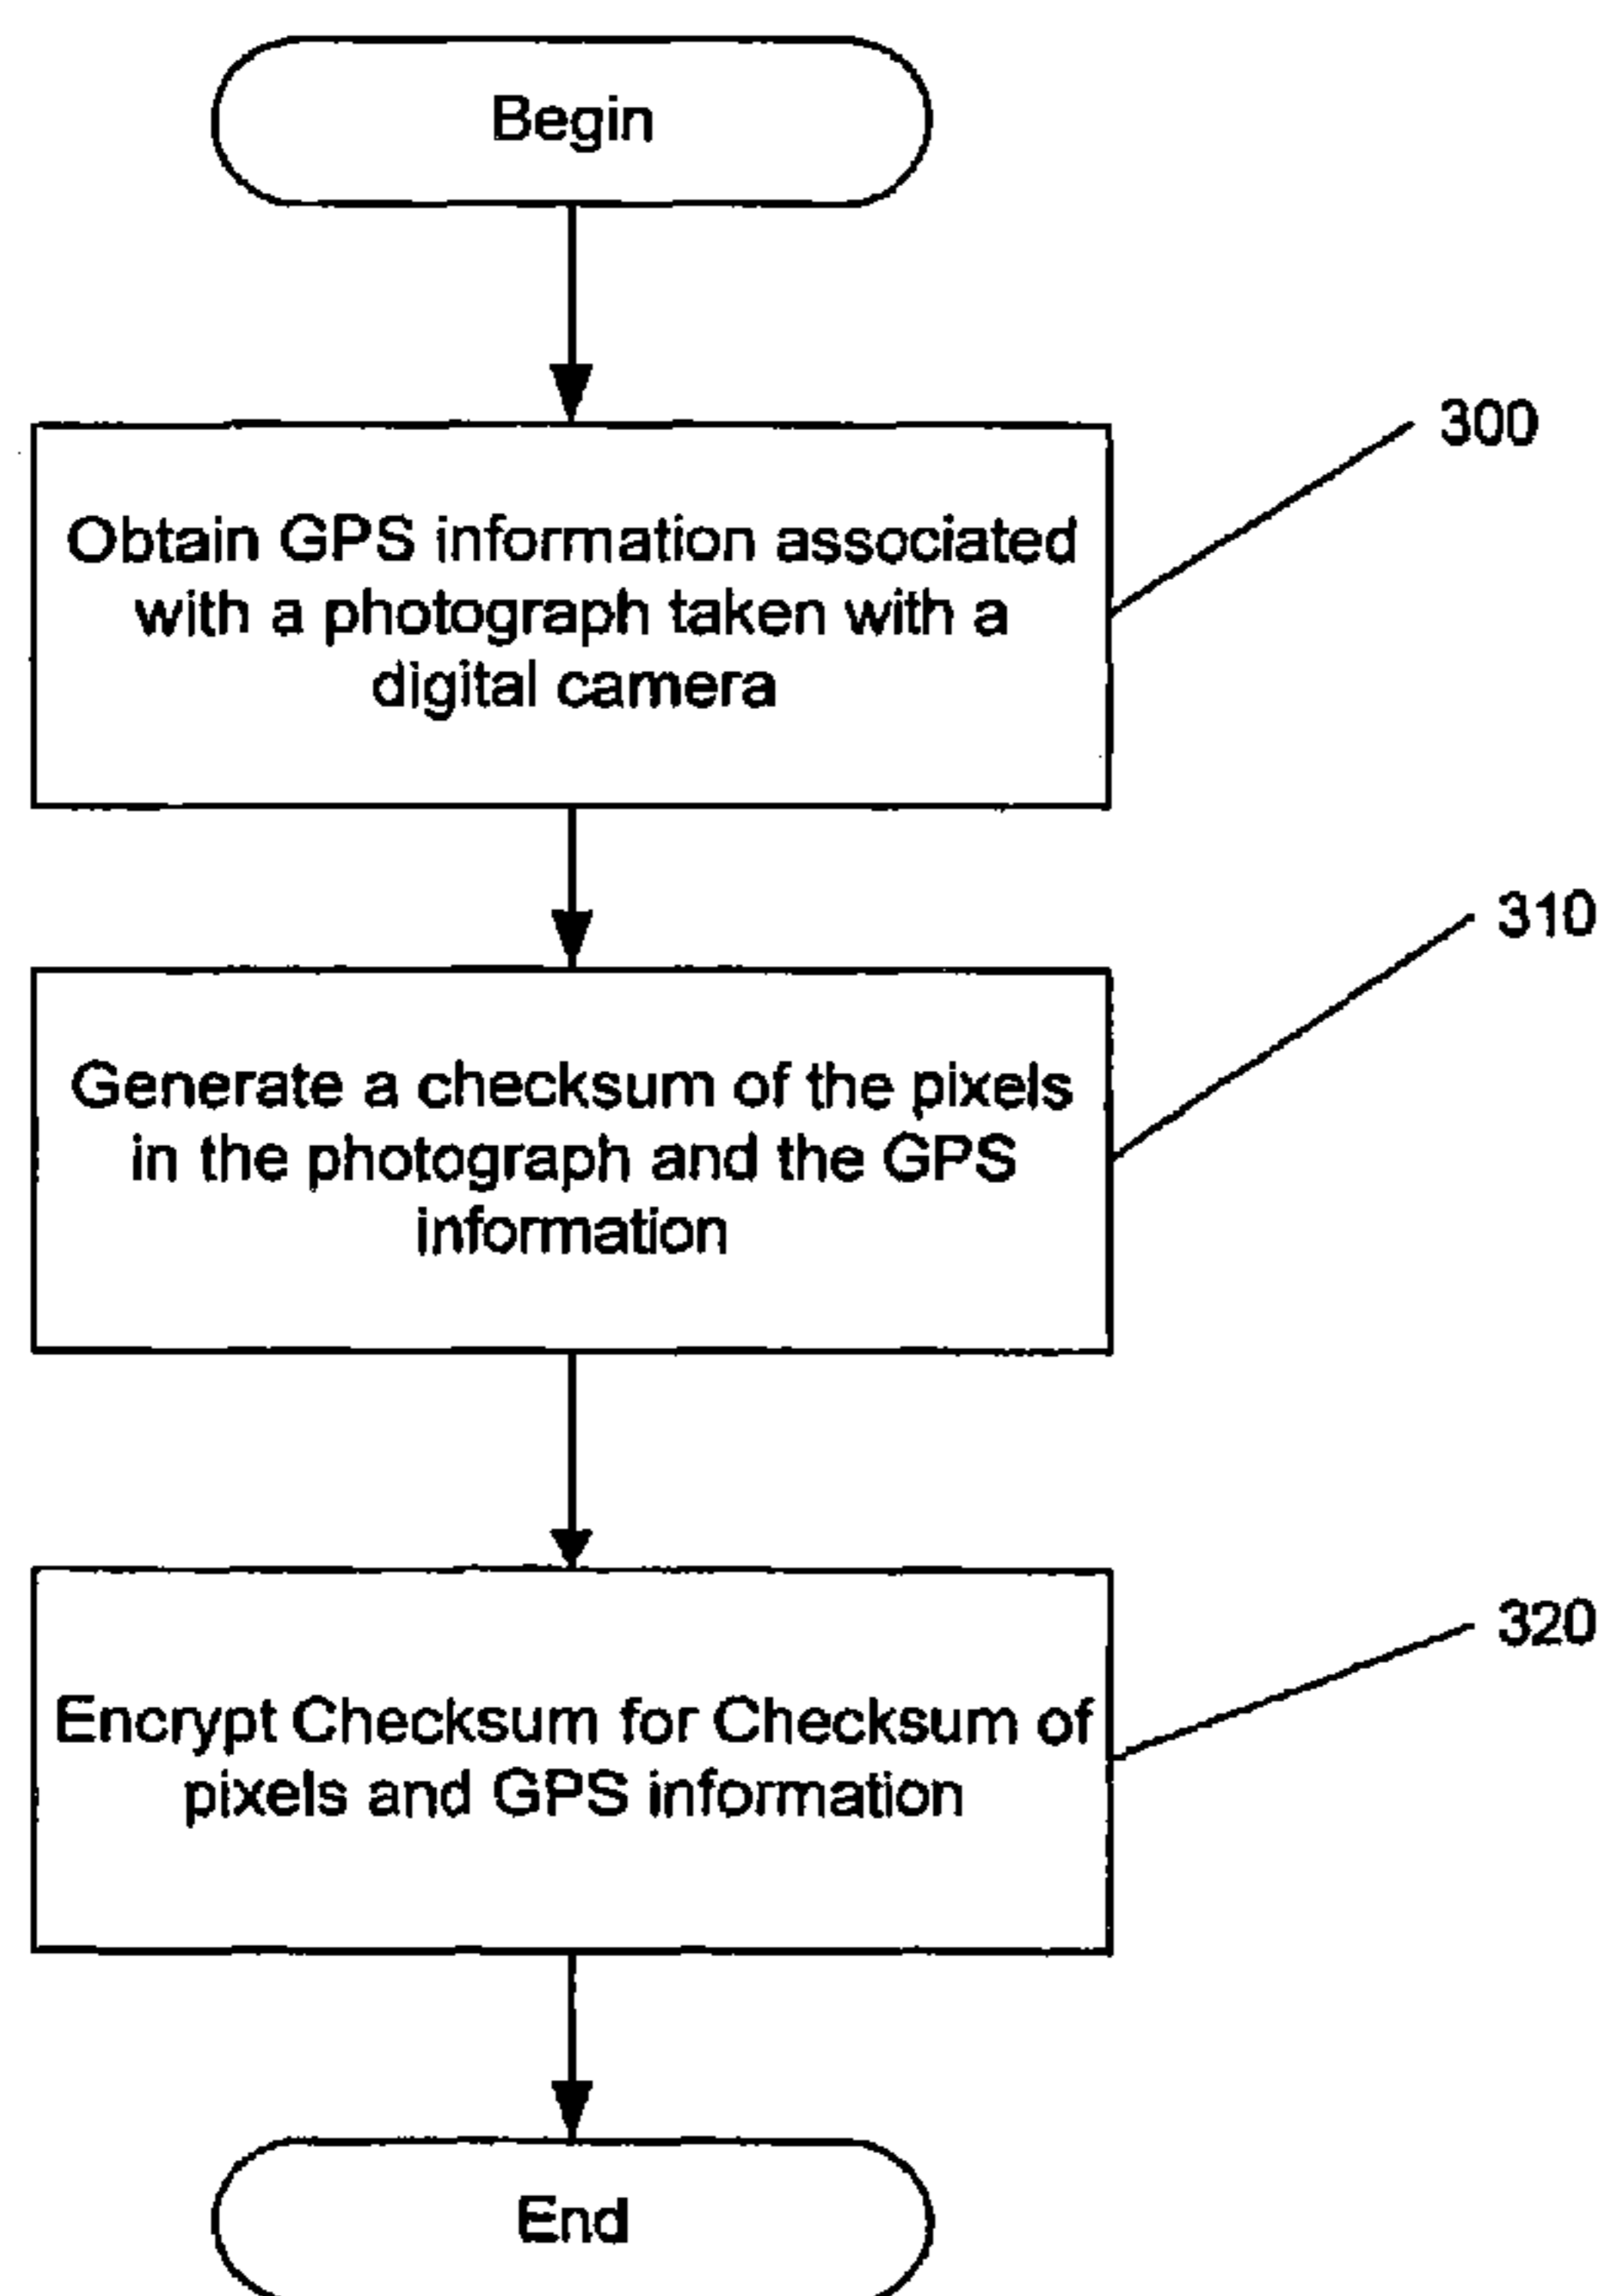 Begin
300
Obtain GPS information associated
with a photograph taken with a
digital camera
310
Generate a checksum of the pixels
in the photograph and the GPS
information
320
Encrypt Checksum for Checksum of
pixels and GPS information
End